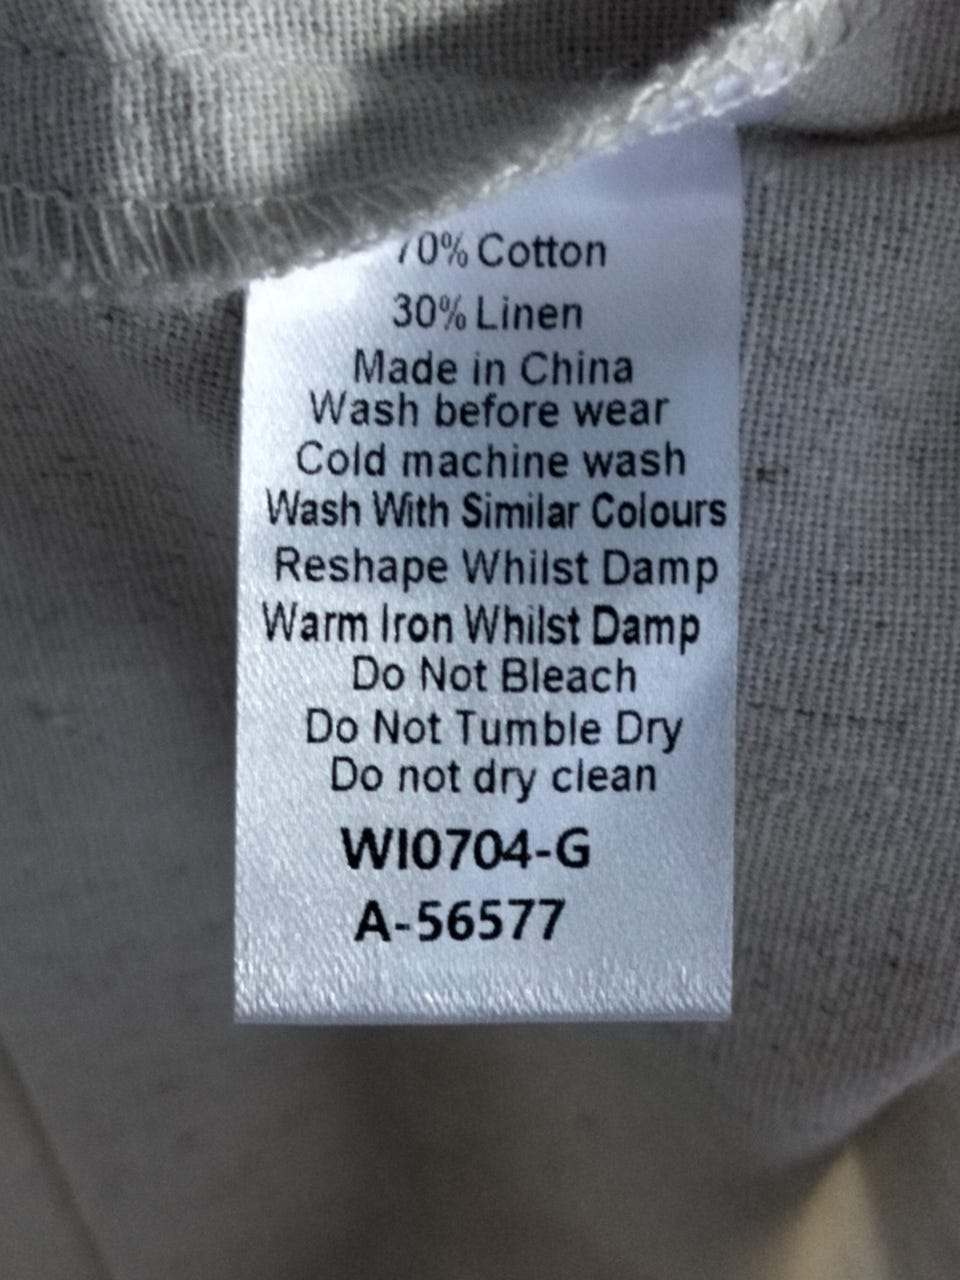 70% Cotton
30% Linen
Made in China
Wash before wear
Cold machine wash
Wash With Similar Colours
Reshape Whilst Damp
Warm Iron Whilst Damp
Do Not Bleach
Do Not Tumble Dry
Do not dry clean
WI0704-G
A-56577